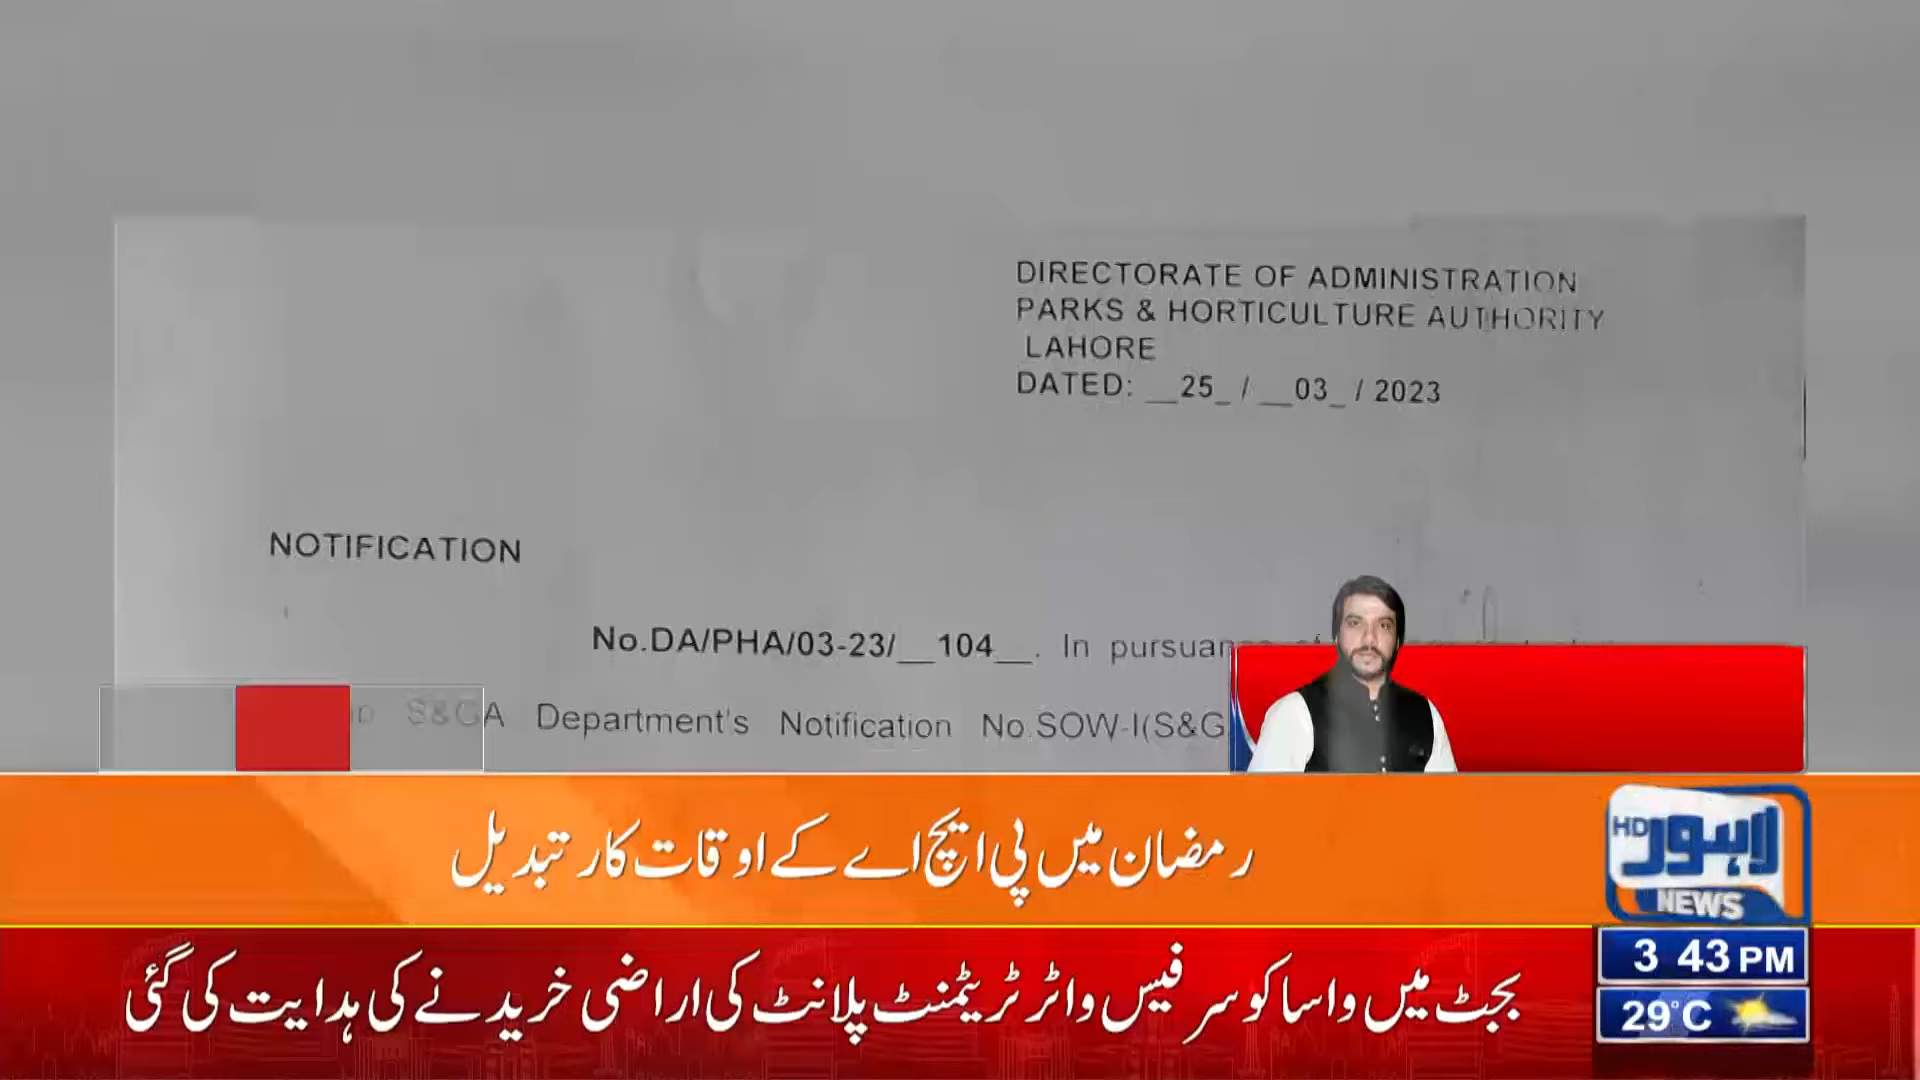 DIRECTORATE OF ADMINISTRATION
PARKS & HORTICULTURE AUTHORITY
LAHORE
DATED: __25_ / __03_ / 2023
NOTIFICATION
No.DA/PHA/03-23/__104__. In pursuan
S&GA Department's Notification No.SOW-I(S&G
رمضان میں پی ایچ اے کے اوقات کار تبدیل
HD لاہور
NEWS
بجٹ میں واسا کو سرفیس واٹر ٹریٹمنٹ پلانٹ کی اراضی خریدنے کی ہدایت کی گئی
3 43 PM
29°C